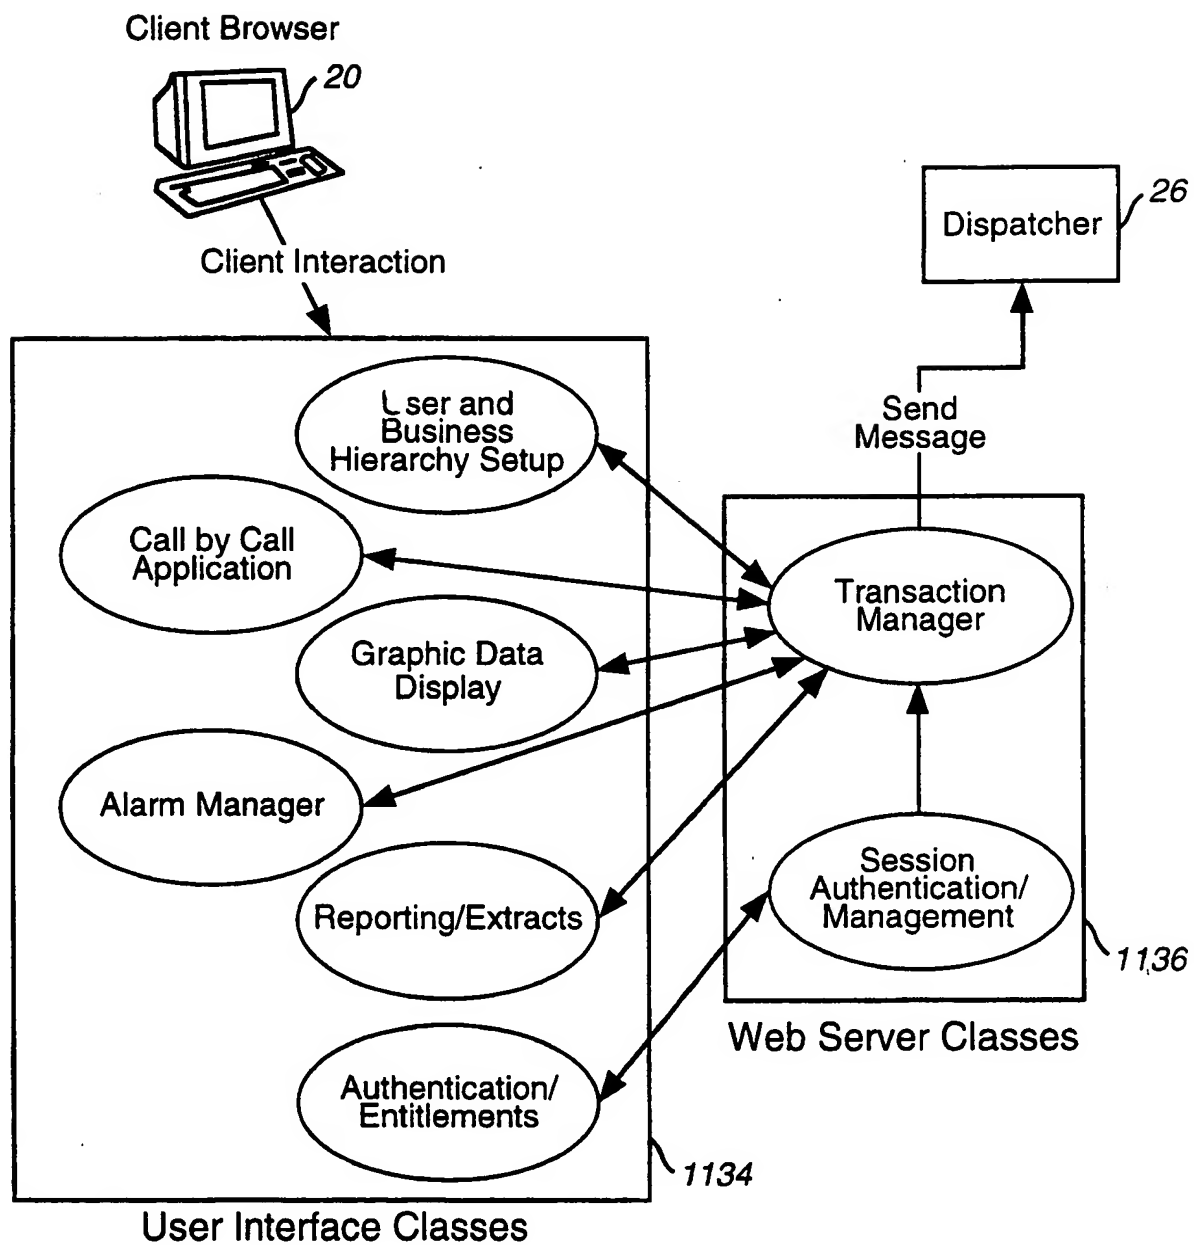 Client Browser
20
Client Interaction
Dispatcher
26
Send
Message
User and
Business
Hierarchy Setup
Call by Call
Application
Graphic Data
Display
Alarm Manager
Reporting/Extracts
Authentication/
Entitlements
1134
User Interface Classes
Transaction
Manager
Session
Authentication/
Management
1136
Web Server Classes